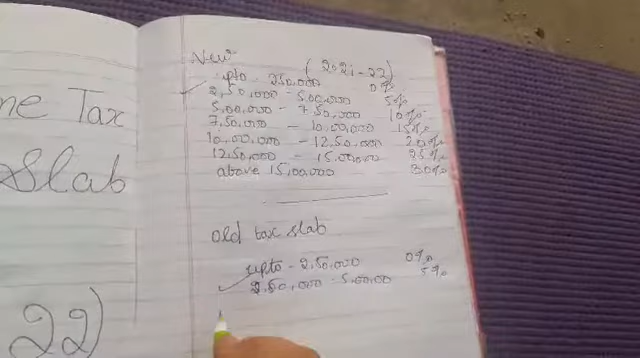 me Tax
Slab
22)
New (2021-22)
upto - 250,000 0%
2,50,000 - 5,00,000 5%
5,00,000 - 7,50,000 10%
7,50,000 - 10,00,000 15%
10,00,000 - 12,50,000 20%
12,50,000 - 15,00,000 25%
above 15,00,000 30%
old tax slab
upto - 2,50,000 0%
2,50,000 - 5,00,00 5%